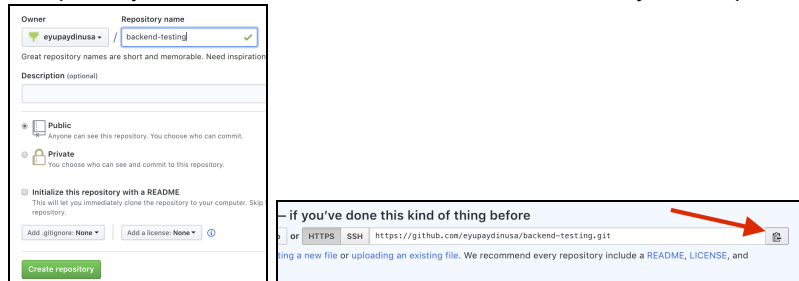 Owner Repository name
eyupaydinusa / backend-testing
Great repository names are short and memorable. Need inspiration
Description (optional)
Public
Anyone can see this repository. You choose who can commit.
Private
You choose who can see and commit to this repository.
Initialize this repository with a README
This will let you immediately clone the repository to your computer. Skip
repository.
Add .gitignore: None Add a license: None
Create repository
— if you've done this kind of thing before
or HTTPS SSH https://github.com/eyupaydinusa/backend-testing.git
ting a new file or uploading an existing file. We recommend every repository include a README, LICENSE, and